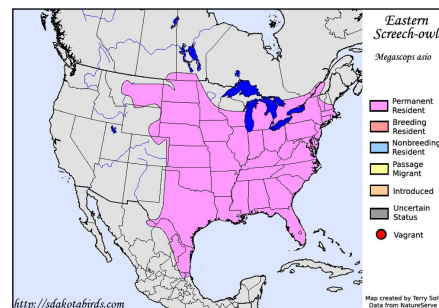 Eastern
Screech-owl
Megascops asio
Permanent
Resident
Breeding
Resident
Nonbreeding
Resident
Passage
Migrant
Introduced
Uncertain
Status
Vagrant
http://sdakotabirds.com
Map created by Terry Soh
Data from NatureServe